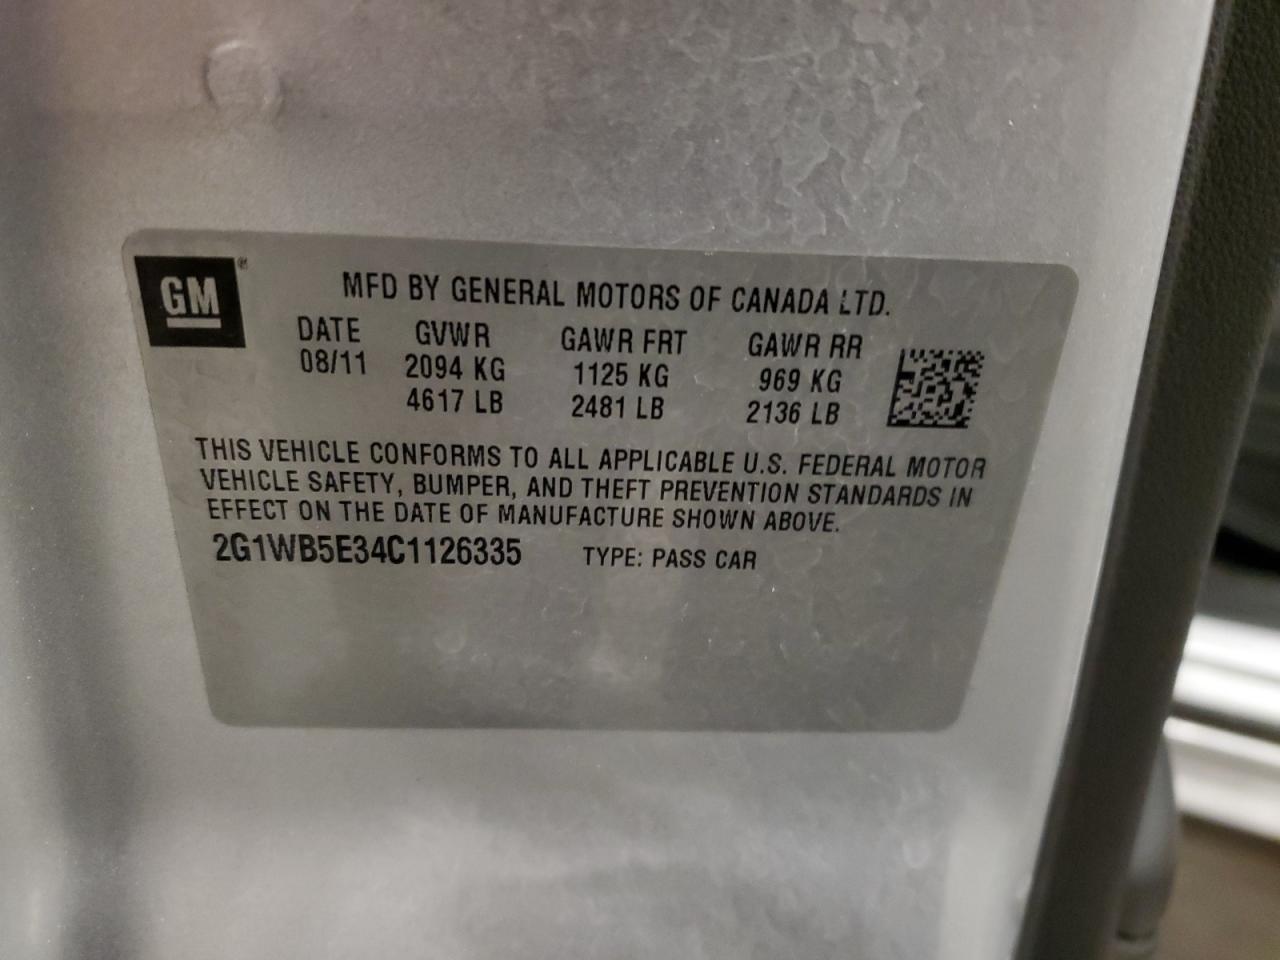 GM®
MFD BY GENERAL MOTORS OF CANADA LTD.
DATE GVWR GAWR FRT GAWR RR
08/11 2094 KG 1125 KG 969 KG
4617 LB 2481 LB 2136 LB
THIS VEHICLE CONFORMS TO ALL APPLICABLE U.S. FEDERAL MOTOR
VEHICLE SAFETY, BUMPER, AND THEFT PREVENTION STANDARDS IN
EFFECT ON THE DATE OF MANUFACTURE SHOWN ABOVE.
2G1WB5E34C1126335 TYPE: PASS CAR